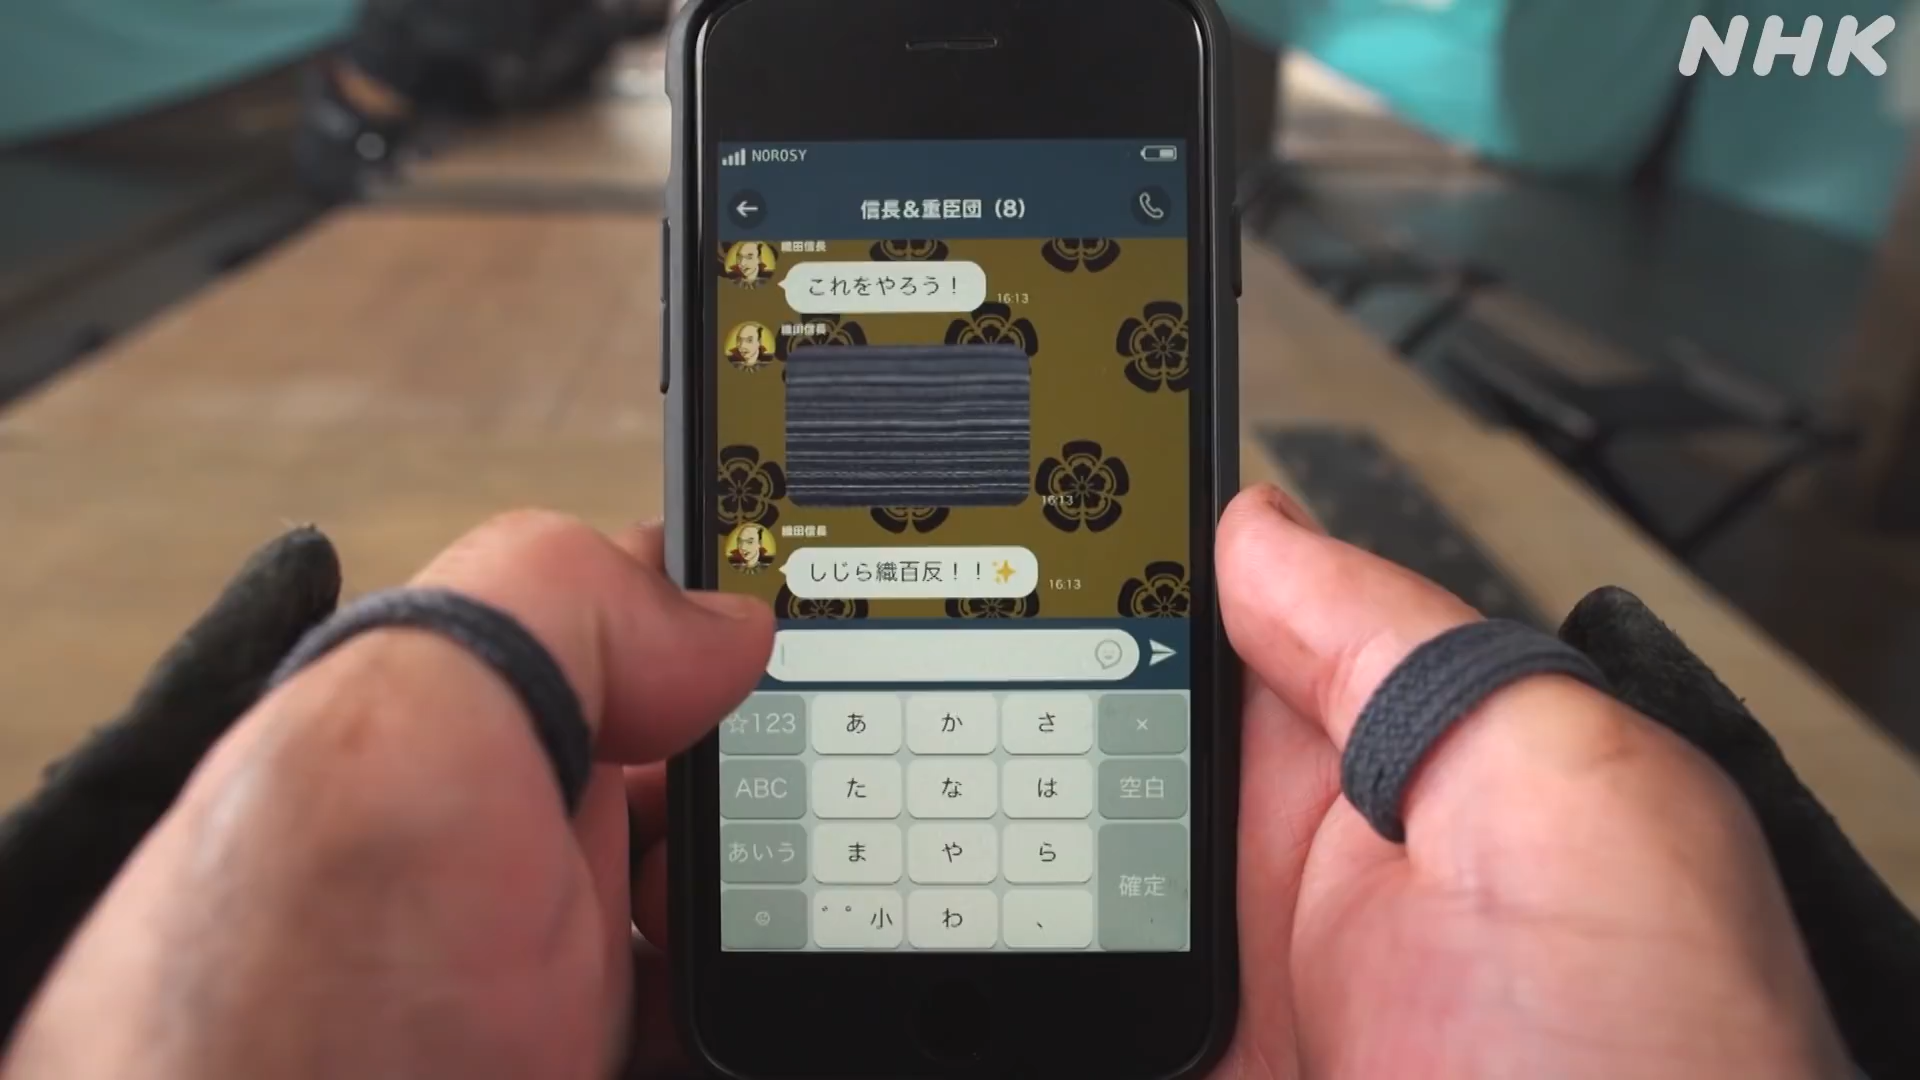 NHK
NOROSY
信長&重臣団（8）
織田信長
これをやろう！
16:13
織田信長
16:13
織田信長
しじら織百反！！✨
16:13
☆123
あ
か
さ
×
ABC
た
な
は
空白
あいう
ま
や
ら
確定
゛゜小
わ
、